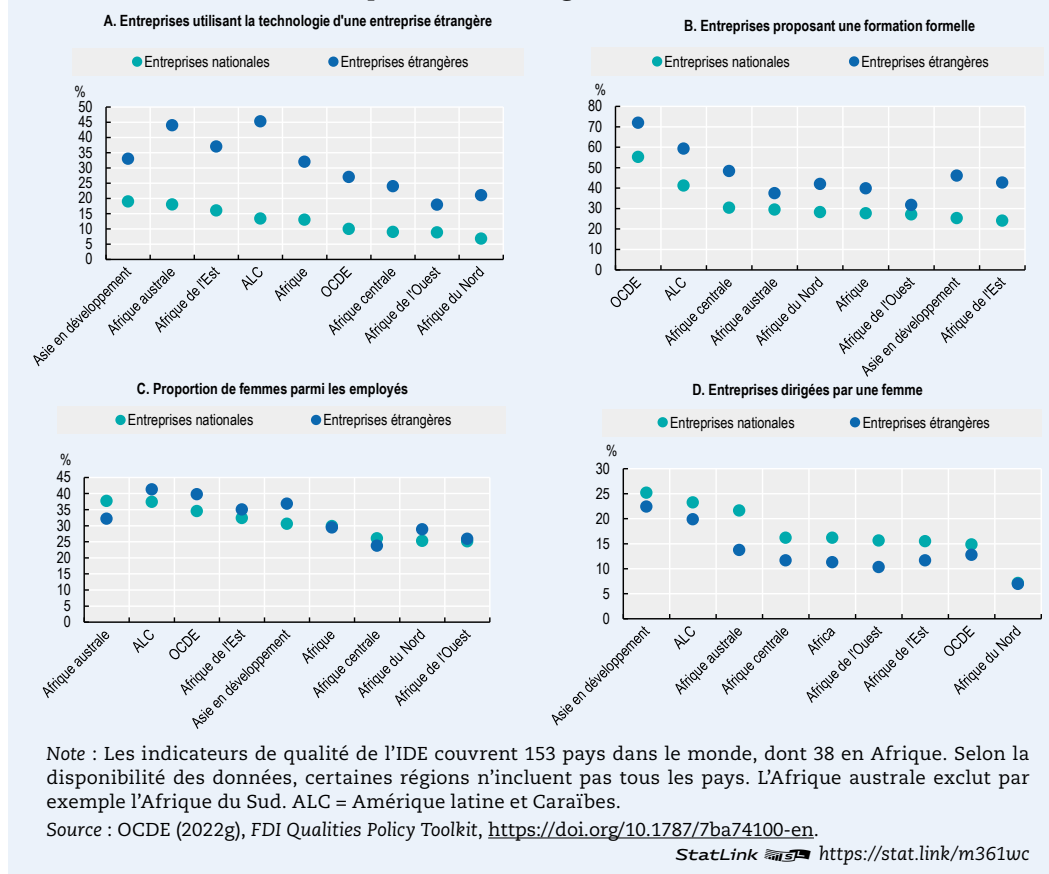 A. Entreprises utilisant la technologie d'une entreprise étrangère
Entreprises nationales
Entreprises étrangères
%
50
45
40
35
30
25
20
15
10
5
0
Asie en développement
Afrique australe
Afrique de l'Est
ALC
Afrique
OCDE
Afrique centrale
Afrique de l'Ouest
Afrique du Nord
B. Entreprises proposant une formation formelle
Entreprises nationales
Entreprises étrangères
%
80
70
60
50
40
30
20
10
0
OCDE
ALC
Afrique centrale
Afrique australe
Afrique du Nord
Afrique
Afrique de l'Ouest
Asie en développement
Afrique de l'Est
C. Proportion de femmes parmi les employés
Entreprises nationales
Entreprises étrangères
%
45
40
35
30
25
20
15
10
5
0
Afrique australe
ALC
OCDE
Afrique de l'Est
Asie en développement
Afrique
Afrique centrale
Afrique du Nord
Afrique de l'Ouest
D. Entreprises dirigées par une femme
Entreprises nationales
Entreprises étrangères
%
30
25
20
15
10
5
0
Asie en développement
ALC
Afrique australe
Afrique centrale
Africa
Afrique de l'Ouest
Afrique de l'Est
OCDE
Afrique du Nord
Note : Les indicateurs de qualité de l'IDE couvrent 153 pays dans le monde, dont 38 en Afrique. Selon la
disponibilité des données, certaines régions n'incluent pas tous les pays. L'Afrique australe exclut par
exemple l'Afrique du Sud. ALC = Amérique latine et Caraïbes.
Source : OCDE (2022g), FDI Qualities Policy Toolkit, https://doi.org/10.1787/7ba74100-en.
StatLink https://stat.link/m361wc